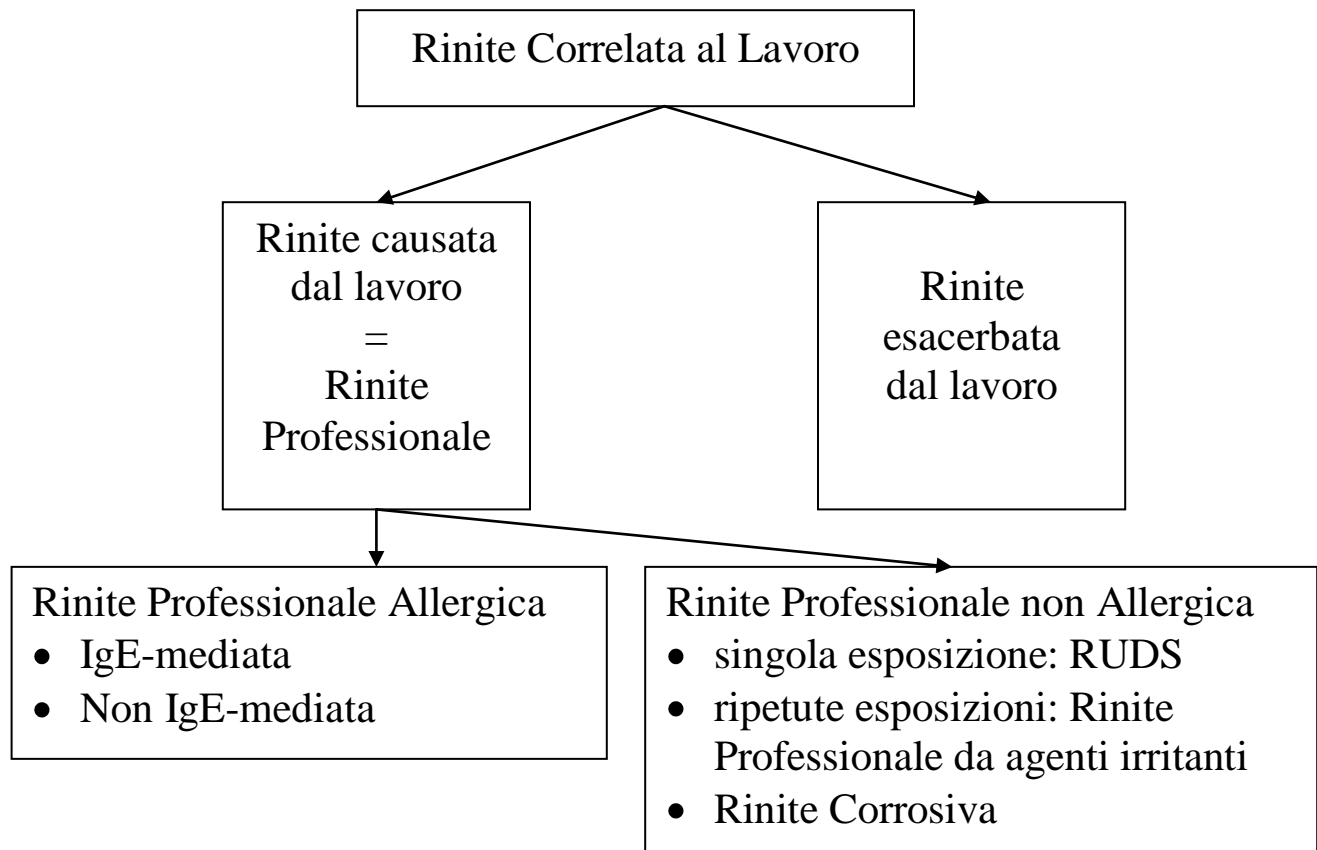 Rinite Correlata al Lavoro
Rinite causata
dal lavoro
=
Rinite
Professionale
Rinite
esacerbata
dal lavoro
Rinite Professionale Allergica
• IgE-mediata
• Non IgE-mediata
Rinite Professionale non Allergica
• singola esposizione: RUDS
• ripetute esposizioni: Rinite
Professionale da agenti irritanti
• Rinite Corrosiva